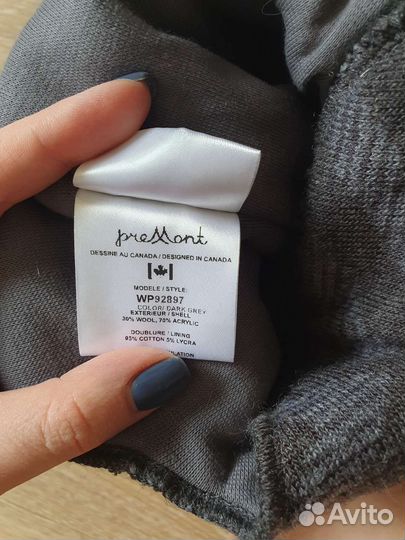 preMont
DESSINE AU CANADA / DESIGNED IN CANADA
MODELE / STYLE:
WP92897
COLOR/ DARK GREY
EXTERIEUR / SHELL
30% WOOL, 70% ACRYLIC
DOUBLURE / LINING
95% COTTON 5% LYCRA
Avito